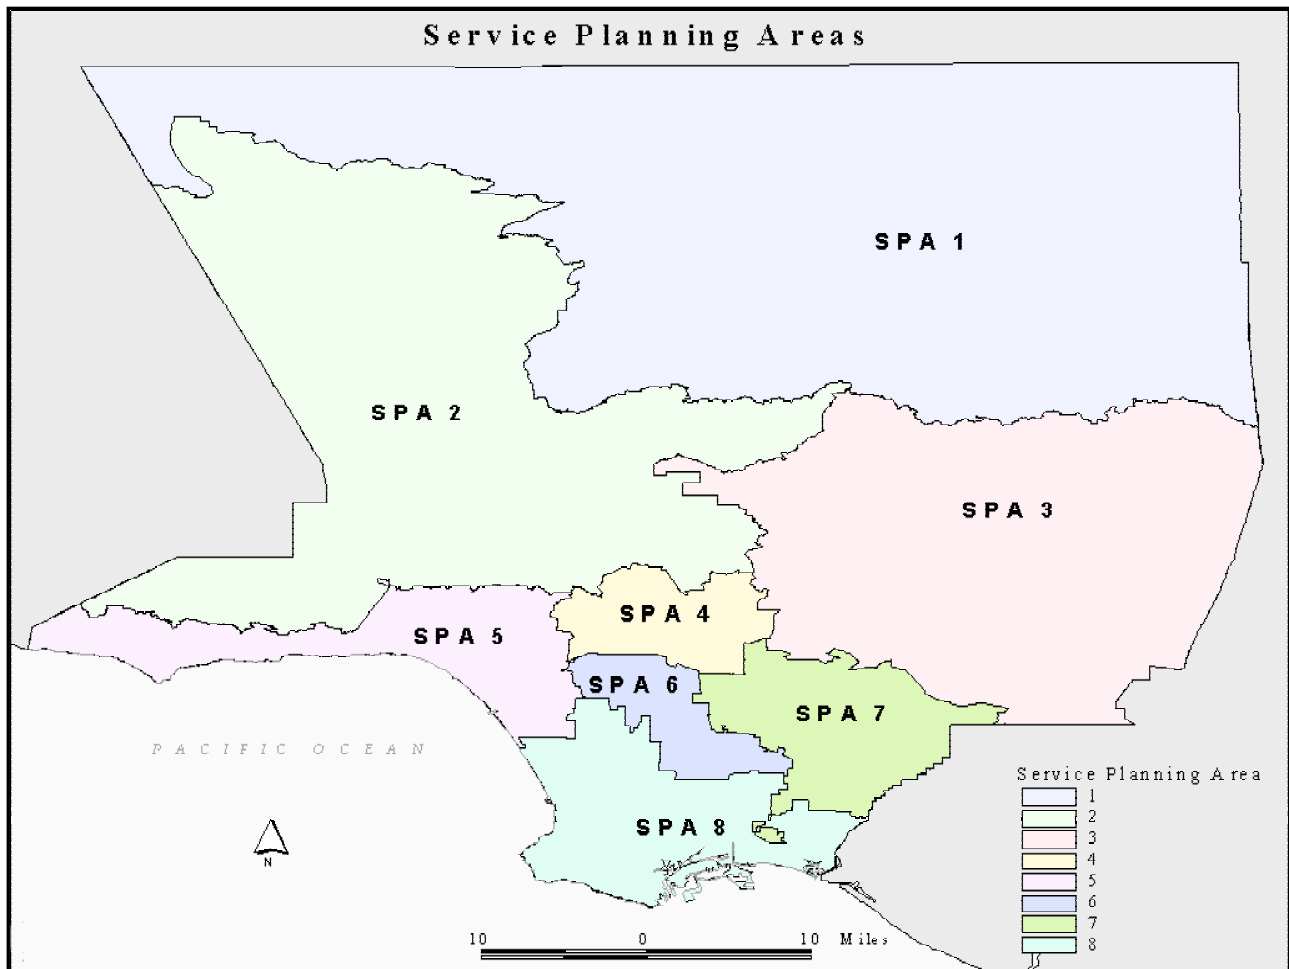 Service Planning Areas
SPA 1
SPA 2
SPA 3
SPA 4
SPA 5
SPA 6
SPA 7
PACIFIC OCEAN
SPA 8
N
10 0 10 Miles
Service Planning Area
1
2
3
4
5
6
7
8